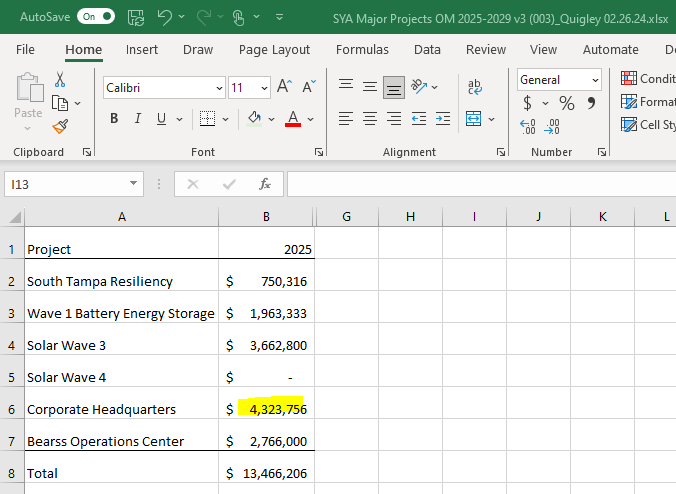 AutoSave On SYA Major Projects OM 2025-2029 v3 (003)_Quigley 02.26.24.xlsx
File Home Insert Draw Page Layout Formulas Data Review View Automate
Calibri 11 A A ab General Condit
Paste B I U A $ % 9 Format
.00 .00 Cell Sty
Clipboard Font Alignment Number
I13 fx
A B G H I J K L
1 Project 2025
2 South Tampa Resiliency $ 750,316
3 Wave 1 Battery Energy Storage $ 1,963,333
4 Solar Wave 3 $ 3,662,800
5 Solar Wave 4 $ -
6 Corporate Headquarters $ 4,323,756
7 Bearss Operations Center $ 2,766,000
8 Total $ 13,466,206